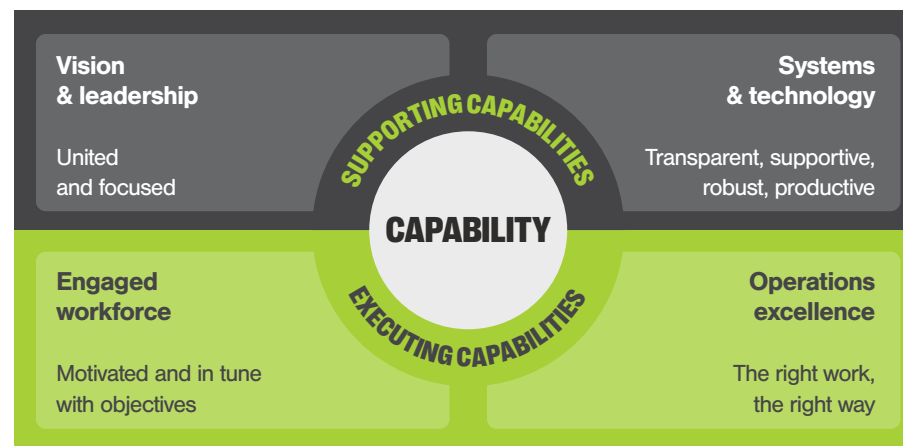 Vision
& leadership
United
and focused
Systems
& technology
Transparent, supportive,
robust, productive
SUPPORTING CAPABILITIES
CAPABILITY
EXECUTING CAPABILITIES
Engaged
workforce
Motivated and in tune
with objectives
Operations
excellence
The right work,
the right way